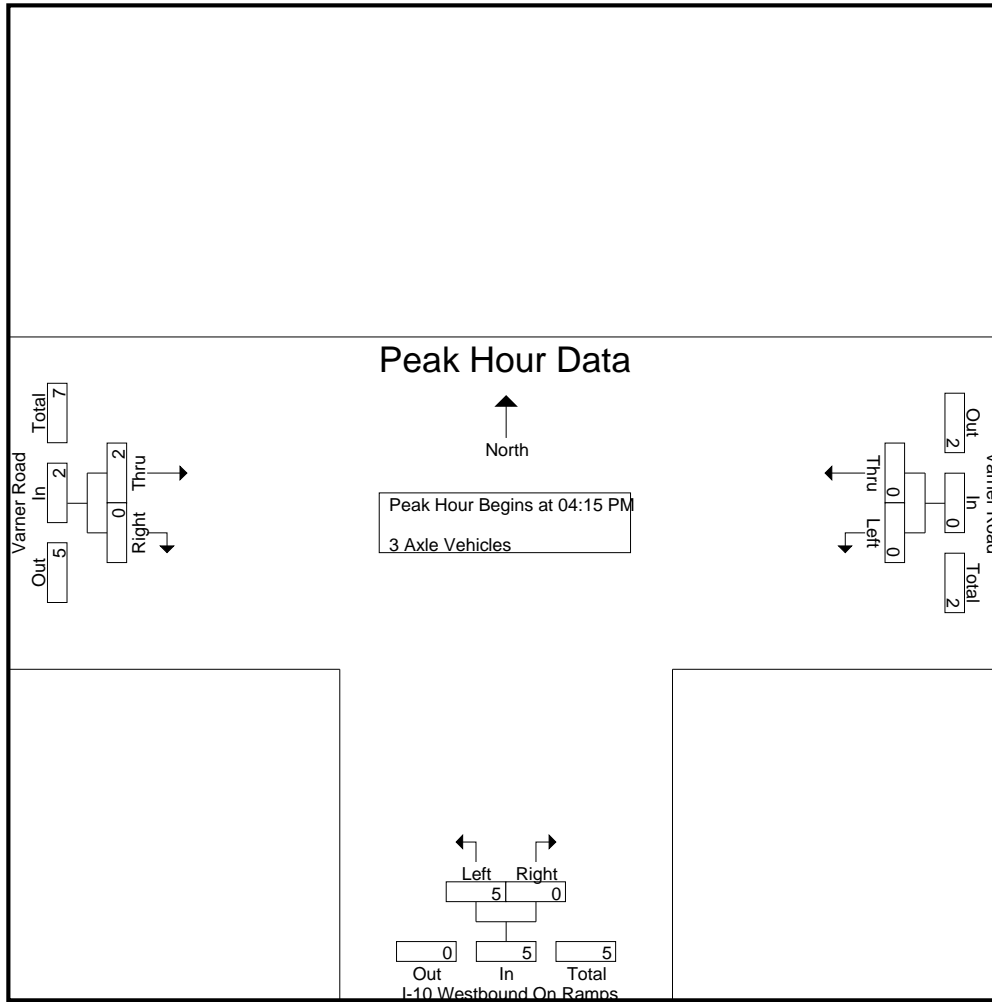 Peak Hour Data
North
Peak Hour Begins at 04:15 PM
3 Axle Vehicles
Varner Road
Total
7
In
2
Out
5
Thru
2
Right
0
Varner Road
Out
2
In
0
Total
2
Thru
0
Left
0
Left Right
5 0
0 5 5
Out In Total
I-10 Westbound On Ramps